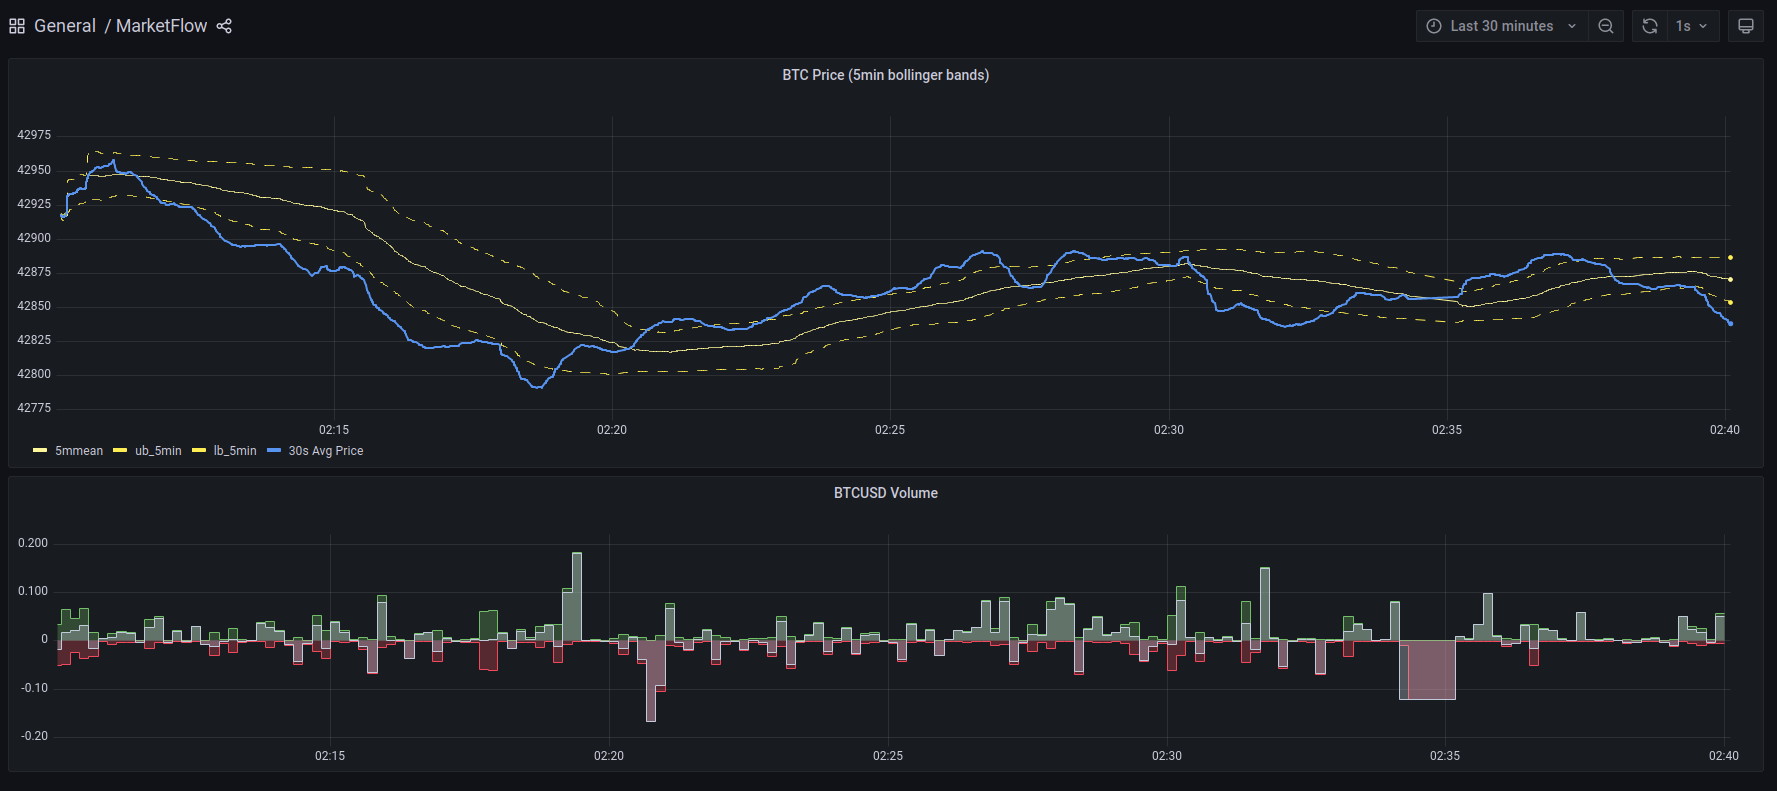 General / MarketFlow
Last 30 minutes
1s
BTC Price (5min bollinger bands)
42975
42950
42925
42900
42875
42850
42825
42800
42775
02:15 02:20 02:25 02:30 02:35 02:40
5mmean ub_5min lb_5min 30s Avg Price
BTCUSD Volume
0.200
0.100
0
-0.10
-0.20
02:15 02:20 02:25 02:30 02:35 02:40